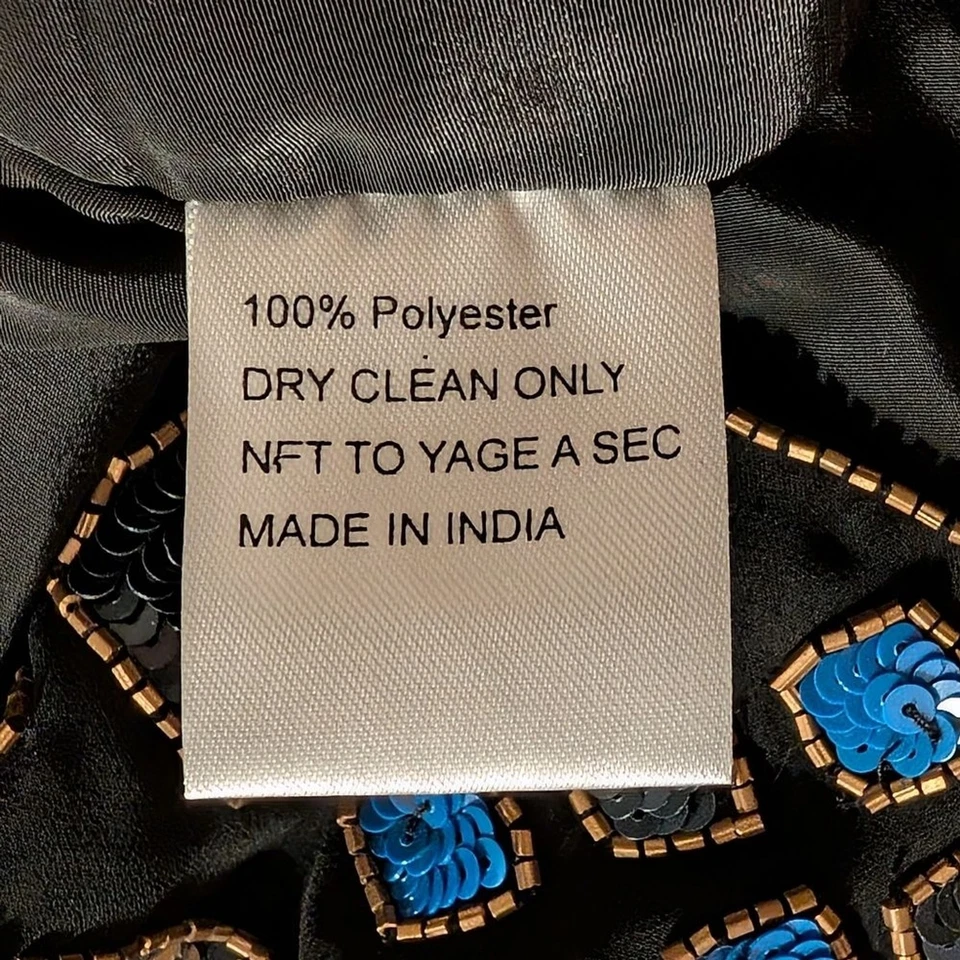 100% Polyester
DRY CLEAN ONLY
NFT TO YAGE A SEC
MADE IN INDIA